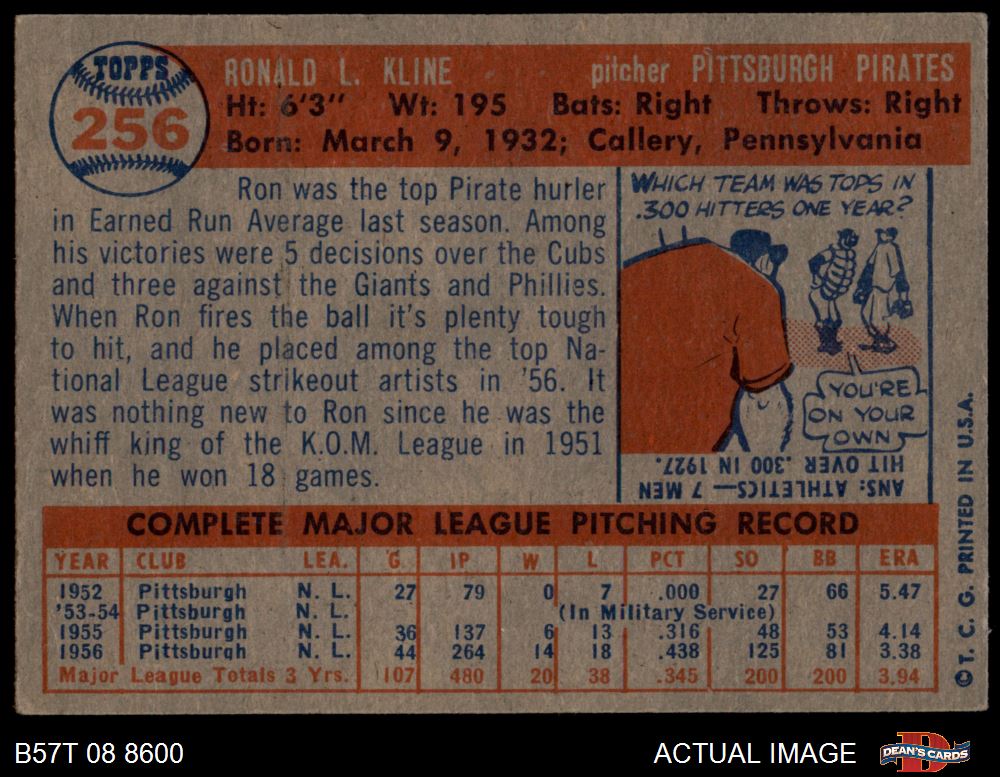 TOPPS
256
RONALD L. KLINE pitcher PITTSBURGH PIRATES
Ht: 6'3" Wt: 195 Bats: Right Throws: Right
Born: March 9, 1932; Callery, Pennsylvania
Ron was the top Pirate hurler
in Earned Run Average last season. Among
his victories were 5 decisions over the Cubs
and three against the Giants and Phillies.
When Ron fires the ball it's plenty tough
to hit, and he placed among the top Na-
tional League strikeout artists in '56. It
was nothing new to Ron since he was the
whiff king of the K.O.M. League in 1951
when he won 18 games.
WHICH TEAM WAS TOPS IN
.300 HITTERS ONE YEAR?
YOU'RE
ON YOUR
OWN
ANS: ATHLETICS—7 MEN
HIT OVER .300 IN 1927.
COMPLETE MAJOR LEAGUE PITCHING RECORD
YEAR CLUB LEA. G IP W L PCT SO BB ERA
1952 Pittsburgh N. L. 27 79 0 7 .000 27 66 5.47
'53-54 Pittsburgh N. L. (In Military Service)
1955 Pittsburgh N. L. 36 137 6 13 .316 48 53 4.14
1956 Pittsburgh N. L. 44 264 14 18 .438 125 81 3.38
Major League Totals 3 Yrs. 107 480 20 38 .345 200 200 3.94
©T. C. G. PRINTED IN U.S.A.
B57T 08 8600 ACTUAL IMAGE DEAN'S CARDS